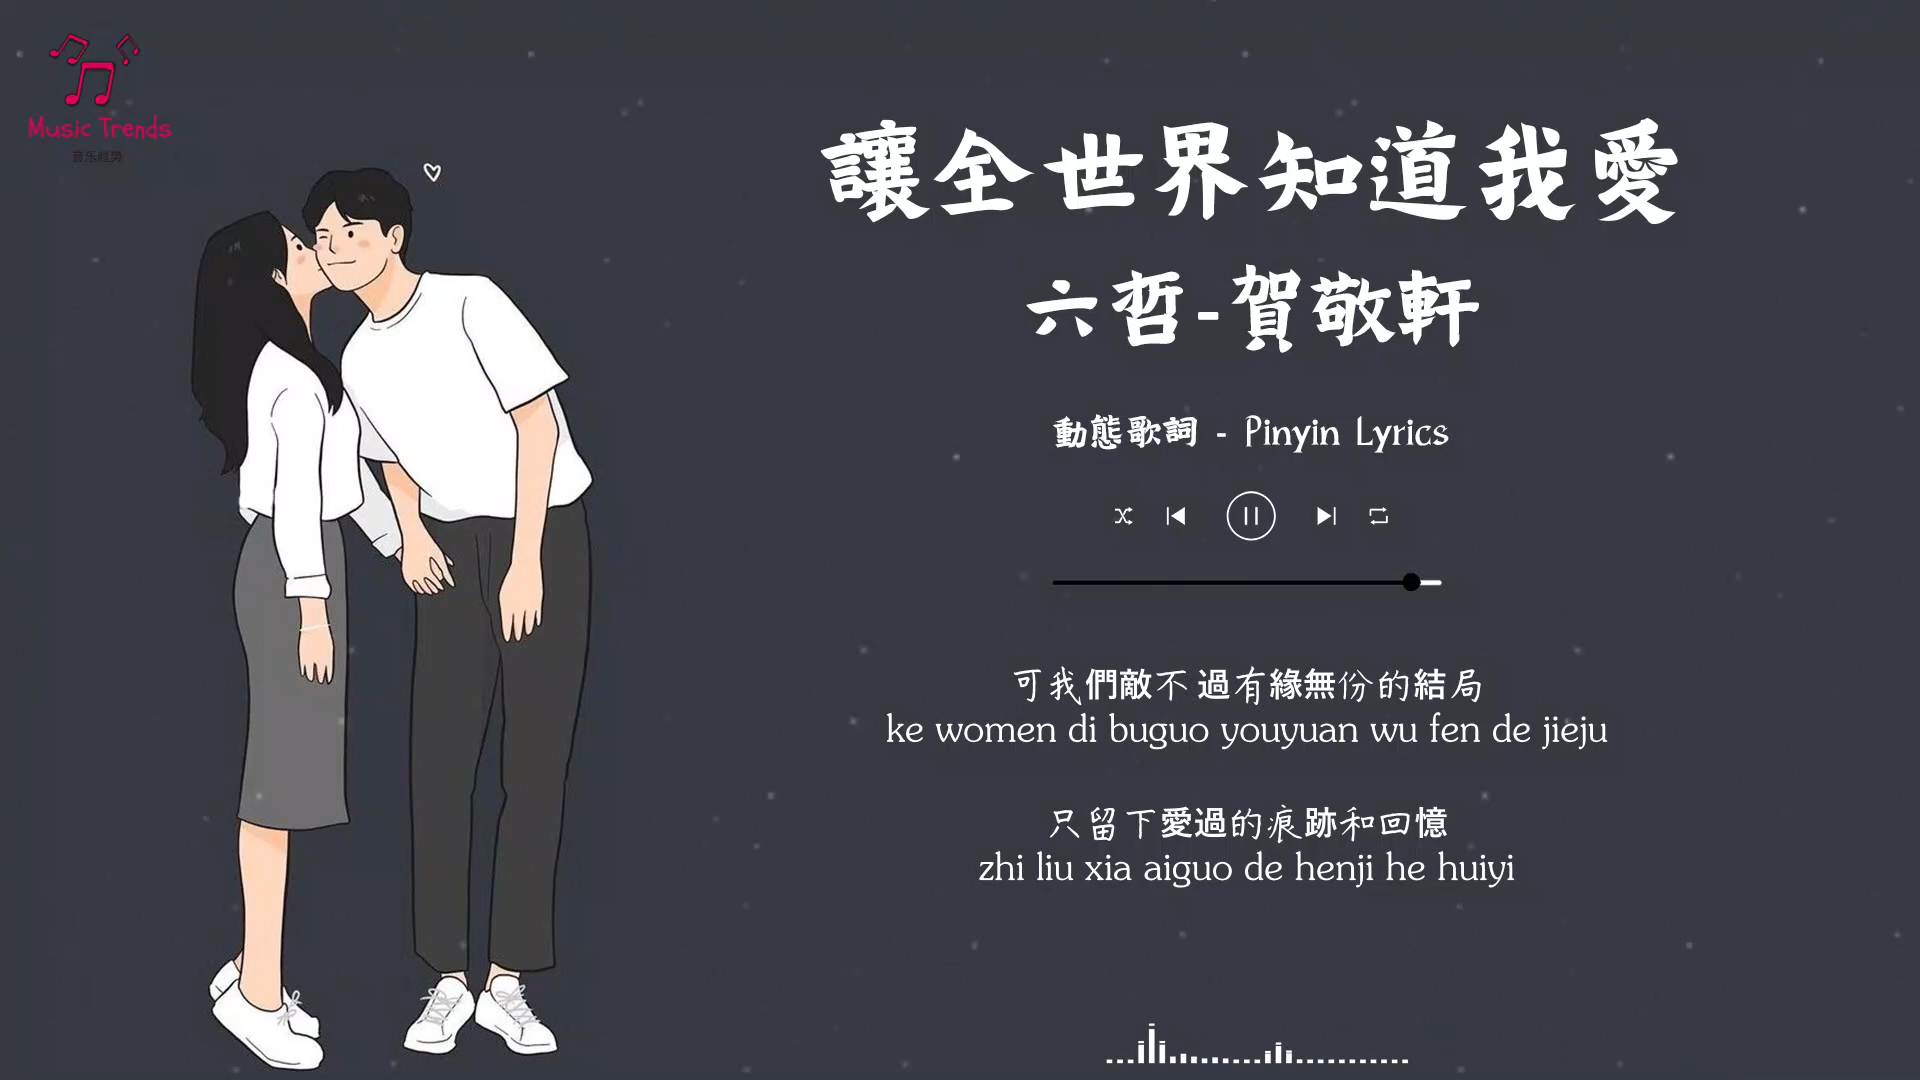 Music Trends
音乐趋势
讓全世界知道我愛
六哲-賀敬軒
動態歌詞 - Pinyin Lyrics
可我們敵不過有緣無份的結局
ke women di buguo youyuan wu fen de jieju
只留下愛過的痕跡和回憶
zhi liu xia aiguo de henji he huiyi